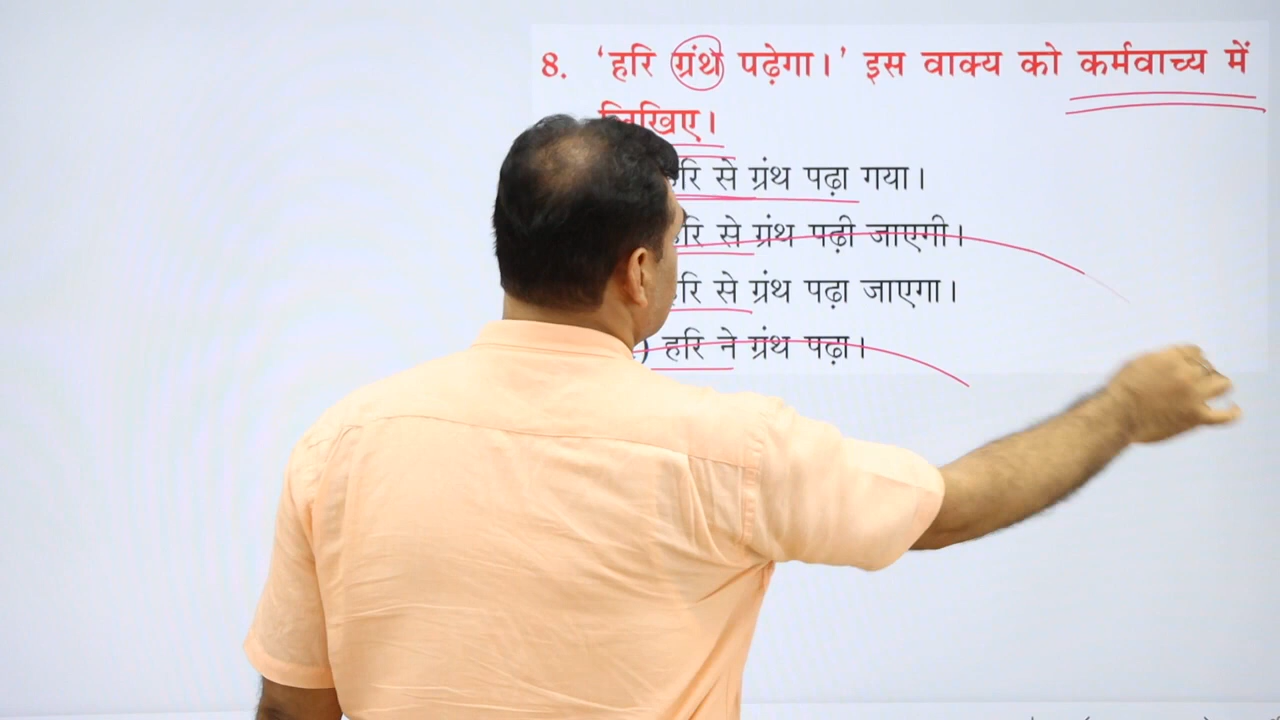 8. ‘हरि ग्रंथ पढ़ेगा।’ इस वाक्य को कर्मवाच्य में
लिखिए।
से ग्रंथ पढ़ा गया।
से ग्रंथ पढ़ी जाएगी।
से ग्रंथ पढ़ा जाएगा।
) हरि ने ग्रंथ पढ़ा।